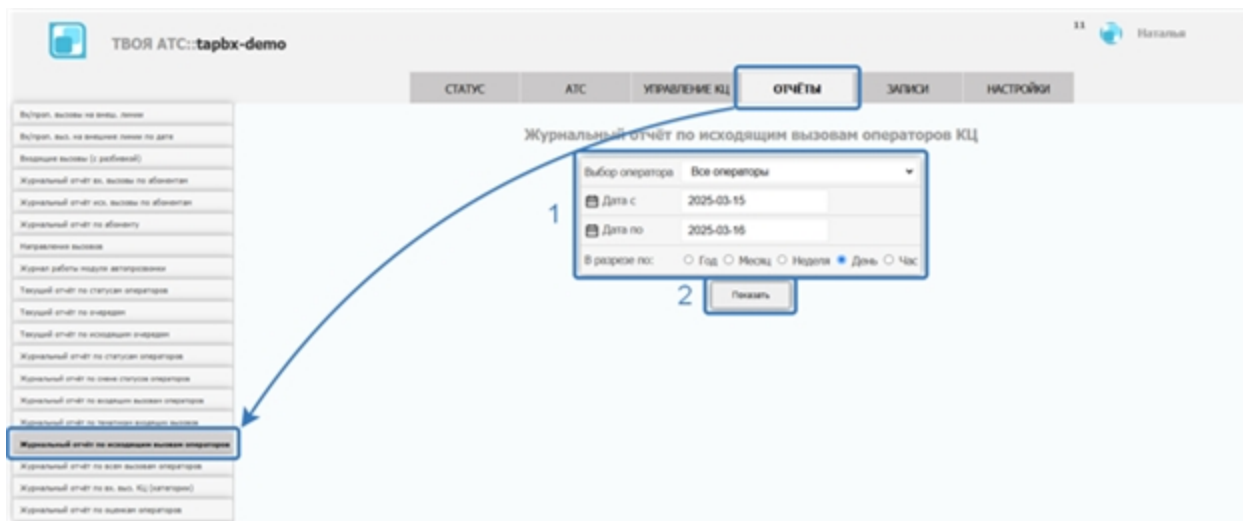 11
Наталья
ТВОЯ АТС::tapbx-demo
СТАТУС АТС УПРАВЛЕНИЕ КЦ ОТЧЁТЫ ЗАПИСИ НАСТРОЙКИ
Вх/проп. вызовы на внеш. линии
Вх/проп. выз. на внешние линии по дате
Входящие вызовы (с разбивкой)
Журнальный отчёт вх. вызовы по абонентам
Журнальный отчёт исх. вызовы по абонентам
Журнальный отчёт по абоненту
Направления вызовов
Журнал работы модуля автопрозвонки
Текущий отчёт по статусам операторов
Текущий отчёт по очередям
Текущий отчёт по исходящим очередям
Журнальный отчёт по статусам операторов
Журнальный отчёт по смене статусов операторов
Журнальный отчёт по входящим вызовам операторов
Журнальный отчёт по тематикам входящих вызовов
Журнальный отчёт по исходящим вызовам операторов
Журнальный отчёт по всем вызовам операторов
Журнальный отчёт по вх. выз. КЦ (категории)
Журнальный отчёт по оценкам операторов
Журнальный отчёт по исходящим вызовам операторов КЦ
1
Выбор оператора Все операторы
Дата с 2025-03-15
Дата по 2025-03-16
В разрезе по: Год Месяц Неделя День Час
2
Показать